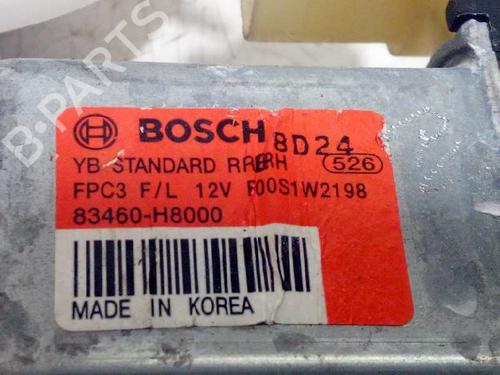 B-PARTS
BOSCH 8D24
YB STANDARD RR RH 526
FPC3 F/L 12V F00S1W2198
83460-H8000
MADE IN KOREA